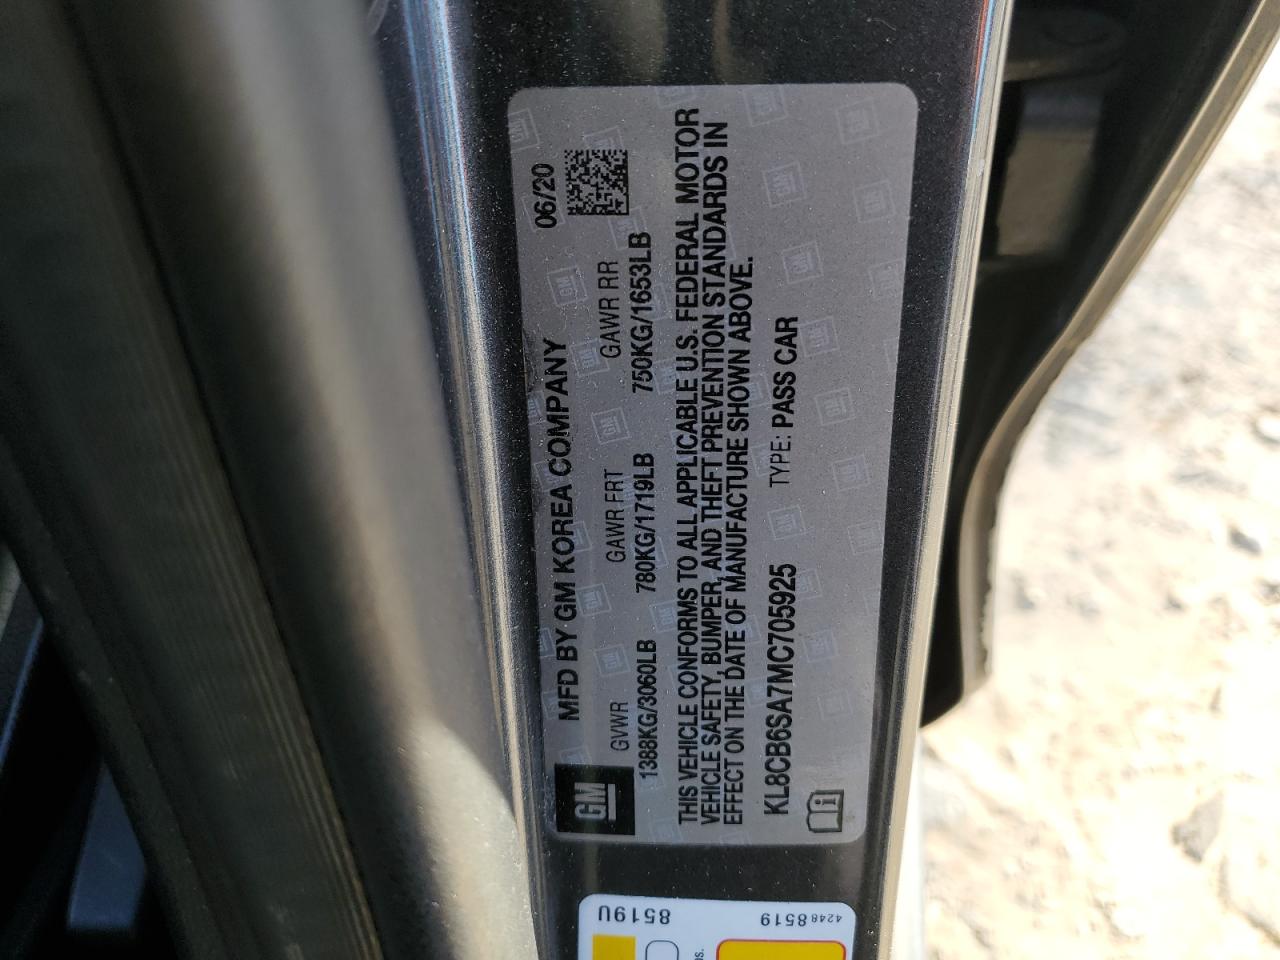 GM
MFD BY GM KOREA COMPANY 06/20
GVWR GAWR FRT GAWR RR
1388KG/3060LB 780KG/1719LB 750KG/1653LB
THIS VEHICLE CONFORMS TO ALL APPLICABLE U.S. FEDERAL MOTOR
VEHICLE SAFETY, BUMPER, AND THEFT PREVENTION STANDARDS IN
EFFECT ON THE DATE OF MANUFACTURE SHOWN ABOVE.
KL8CB6SA7MC705925 TYPE: PASS CAR
8519U
4248 8519